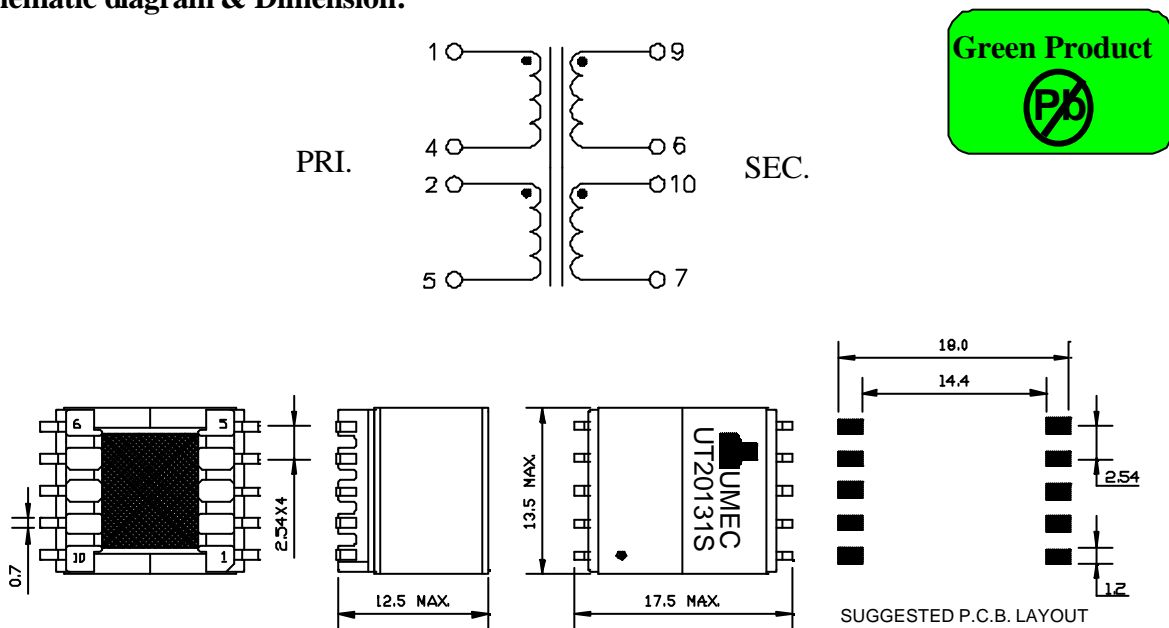 hematic diagram & Dimension:
Green Product
Pb
1
9
4
6
PRI.
SEC.
2
10
5
7
6
5
10
1
0.7
2.54X4
12.5 MAX.
13.5 MAX.
UMEC
UT20131S
17.5 MAX.
18.0
14.4
2.54
1.2
SUGGESTED P.C.B. LAYOUT